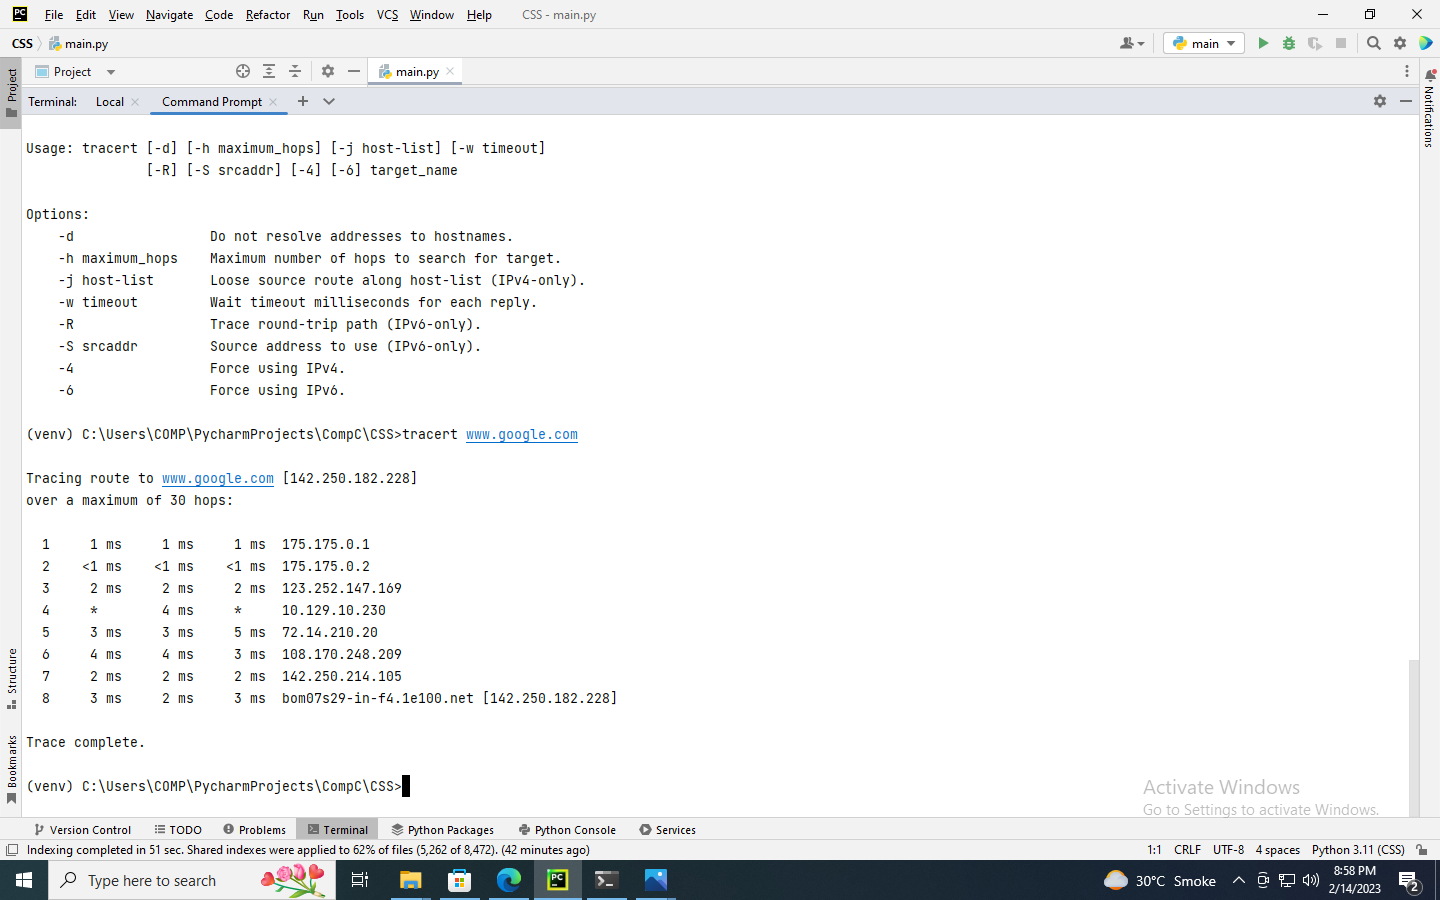 PC File Edit View Navigate Code Refactor Run Tools VCS Window Help CSS - main.py
CSS main.py main
Project main.py
Terminal: Local Command Prompt
Usage: tracert [-d] [-h maximum_hops] [-j host-list] [-w timeout]
[-R] [-S srcaddr] [-4] [-6] target_name
Options:
-d Do not resolve addresses to hostnames.
-h maximum_hops Maximum number of hops to search for target.
-j host-list Loose source route along host-list (IPv4-only).
-w timeout Wait timeout milliseconds for each reply.
-R Trace round-trip path (IPv6-only).
-S srcaddr Source address to use (IPv6-only).
-4 Force using IPv4.
-6 Force using IPv6.
(venv) C:\Users\COMP\PycharmProjects\CompC\CSS>tracert www.google.com
Tracing route to www.google.com [142.250.182.228]
over a maximum of 30 hops:
1 1 ms 1 ms 1 ms 175.175.0.1
2 <1 ms <1 ms <1 ms 175.175.0.2
3 2 ms 2 ms 2 ms 123.252.147.169
4 * 4 ms * 10.129.10.230
5 3 ms 3 ms 5 ms 72.14.210.20
6 4 ms 4 ms 3 ms 108.170.248.209
7 2 ms 2 ms 2 ms 142.250.214.105
8 3 ms 2 ms 3 ms bom07s29-in-f4.1e100.net [142.250.182.228]
Trace complete.
(venv) C:\Users\COMP\PycharmProjects\CompC\CSS>
Project
Structure
Bookmarks
Notifications
Activate Windows
Go to Settings to activate Windows.
Version Control TODO Problems Terminal Python Packages Python Console Services
Indexing completed in 51 sec. Shared indexes were applied to 62% of files (5,262 of 8,472). (42 minutes ago) 1:1 CRLF UTF-8 4 spaces Python 3.11 (CSS)
Type here to search PC 30°C Smoke 8:58 PM
2/14/2023 2